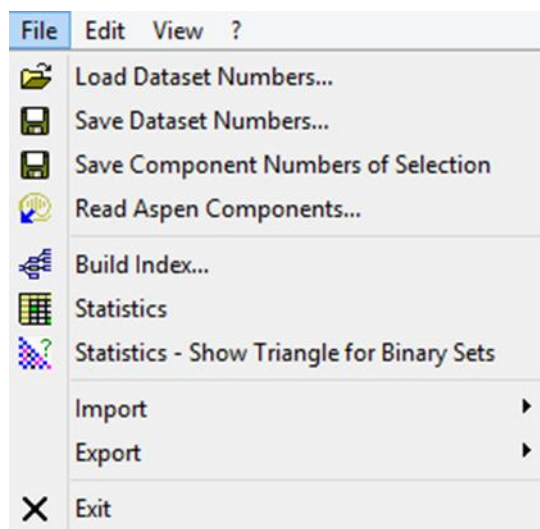 File Edit View ?
Load Dataset Numbers...
Save Dataset Numbers...
Save Component Numbers of Selection
Read Aspen Components...
Build Index...
Statistics
Statistics - Show Triangle for Binary Sets
Import
Export
Exit